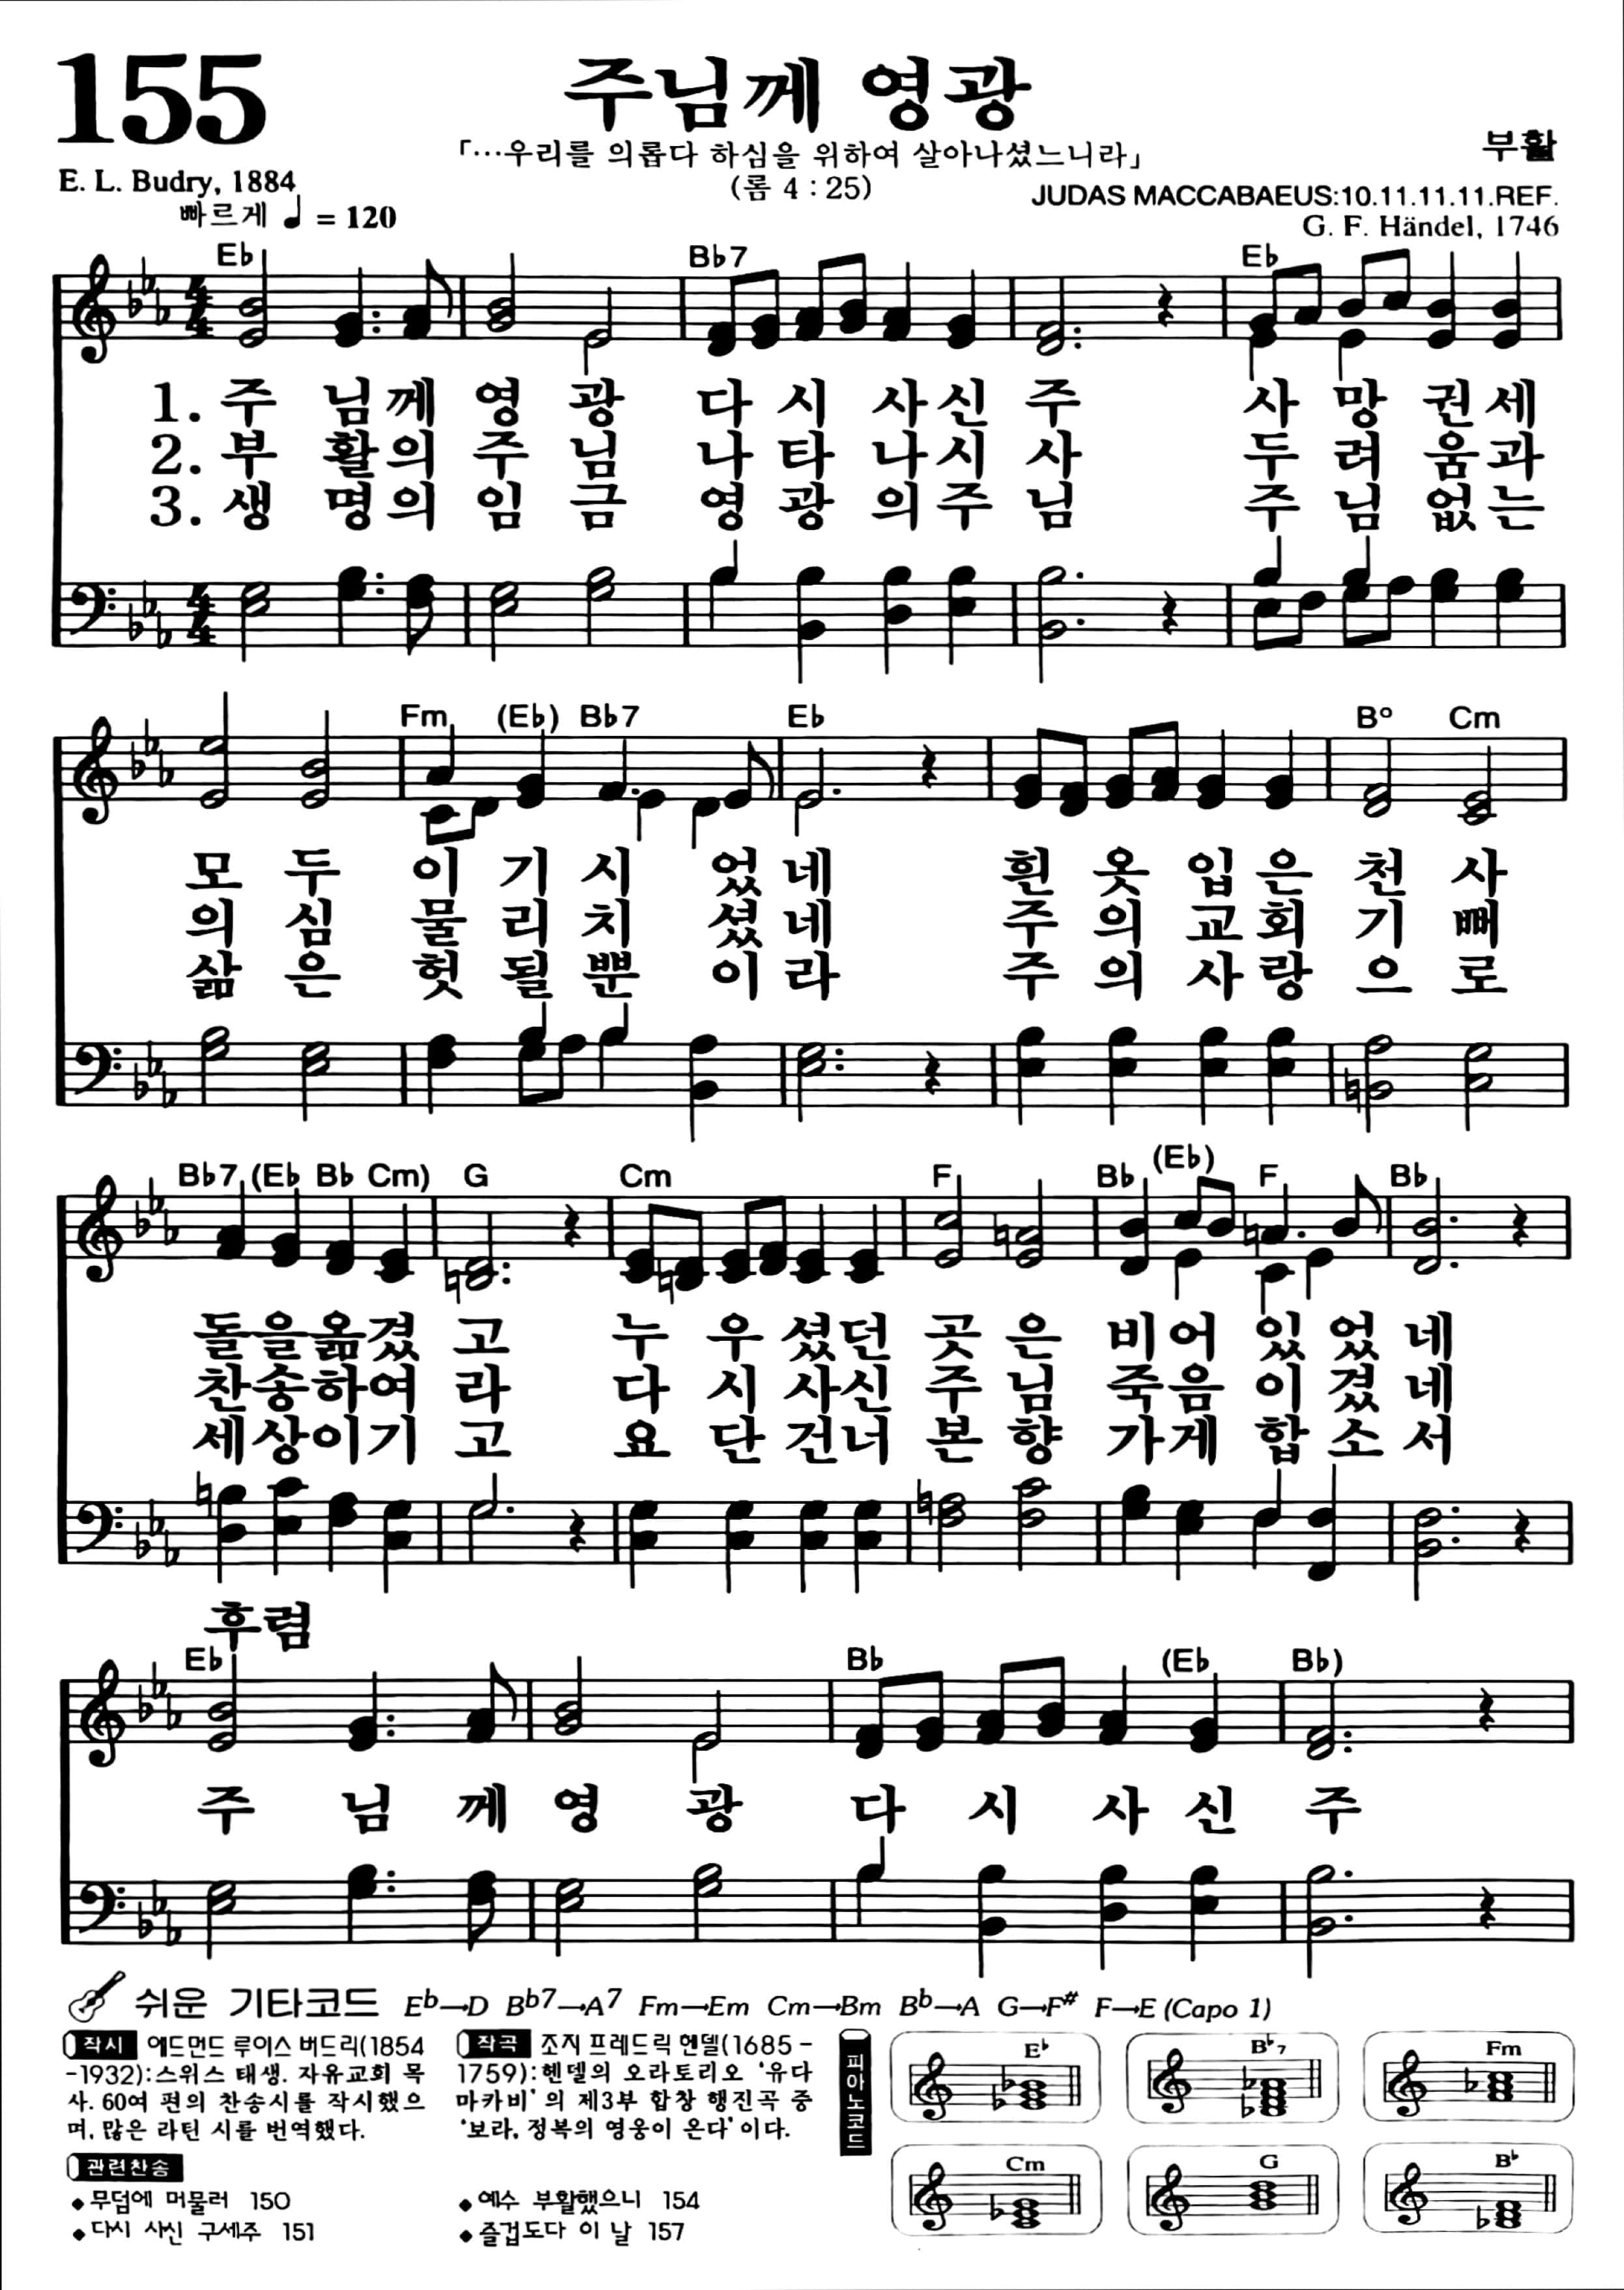 155
주님께 영광
「…우리를 의롭다 하심을 위하여 살아나셨느니라」
(롬 4 : 25)
부활
E. L. Budry, 1884
JUDAS MACCABAEUS:10.11.11.11.REF.
빠르게 ♩ = 120
G. F. Händel, 1746
E♭ B♭7 E♭
1. 주 님께 영 광 다 시 사신 주 사 망 권세
2. 부 활의 주 님 나 타 나시 사 두 려 움과
3. 생 명의 임 금 영 광 의주 님 주 님 없는
Fm (E♭) B♭7 E♭ B° Cm
모 두 이 기 시 었 네 흰 옷 입 은 천 사
의 심 물 리 치 셨 네 주 의 교 회 기 뻐
삶 은 헛 될 뿐 이 라 주 의 사 랑 으 로
B♭7 (E♭ B♭ Cm) G Cm F B♭ (E♭) F B♭
돌을옮겼 고 누 우 셨던 곳 은 비어 있 었 네
찬송하여 라 다 시 사신 주 님 죽음 이 겼 네
세상이기 고 요 단 건너 본 향 가게 합 소 서
후렴
E♭ B♭ (E♭ B♭)
주 님 께 영 광 다 시 사 신 주
쉬운 기타코드 E♭→D B♭7→A7 Fm→Em Cm→Bm B♭→A G→F# F→E (Capo 1)
작시 에드먼드 루이스 버드리(1854
-1932):스위스 태생. 자유교회 목
사. 60여 편의 찬송시를 작시했으
며, 많은 라틴 시를 번역했다.
작곡 조지 프레드릭 헨델(1685-
1759):헨델의 오라토리오 '유다
마카비' 의 제3부 합창 행진곡 중
'보라, 정복의 영웅이 온다' 이다.
관련찬송
◆무덤에 머물러 150
◆다시 사신 구세주 151
◆예수 부활했으니 154
◆즐겁도다 이 날 157
피아노코드
E♭ B♭7 Fm
Cm G B♭